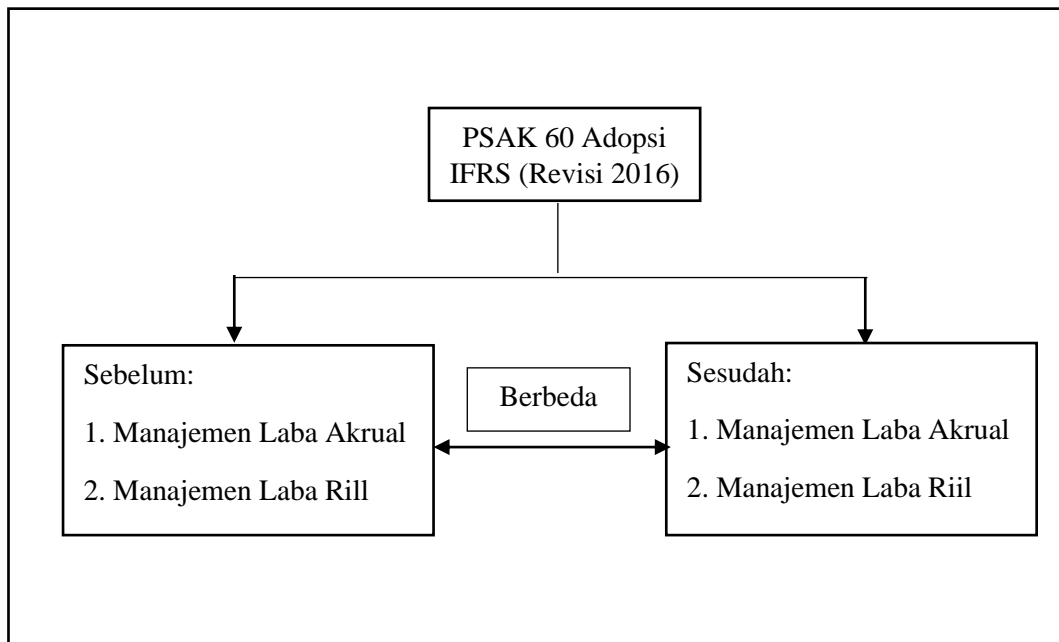 PSAK 60 Adopsi
IFRS (Revisi 2016)
Sebelum:
1. Manajemen Laba Akrual
2. Manajemen Laba Rill
Berbeda
Sesudah:
1. Manajemen Laba Akrual
2. Manajemen Laba Riil